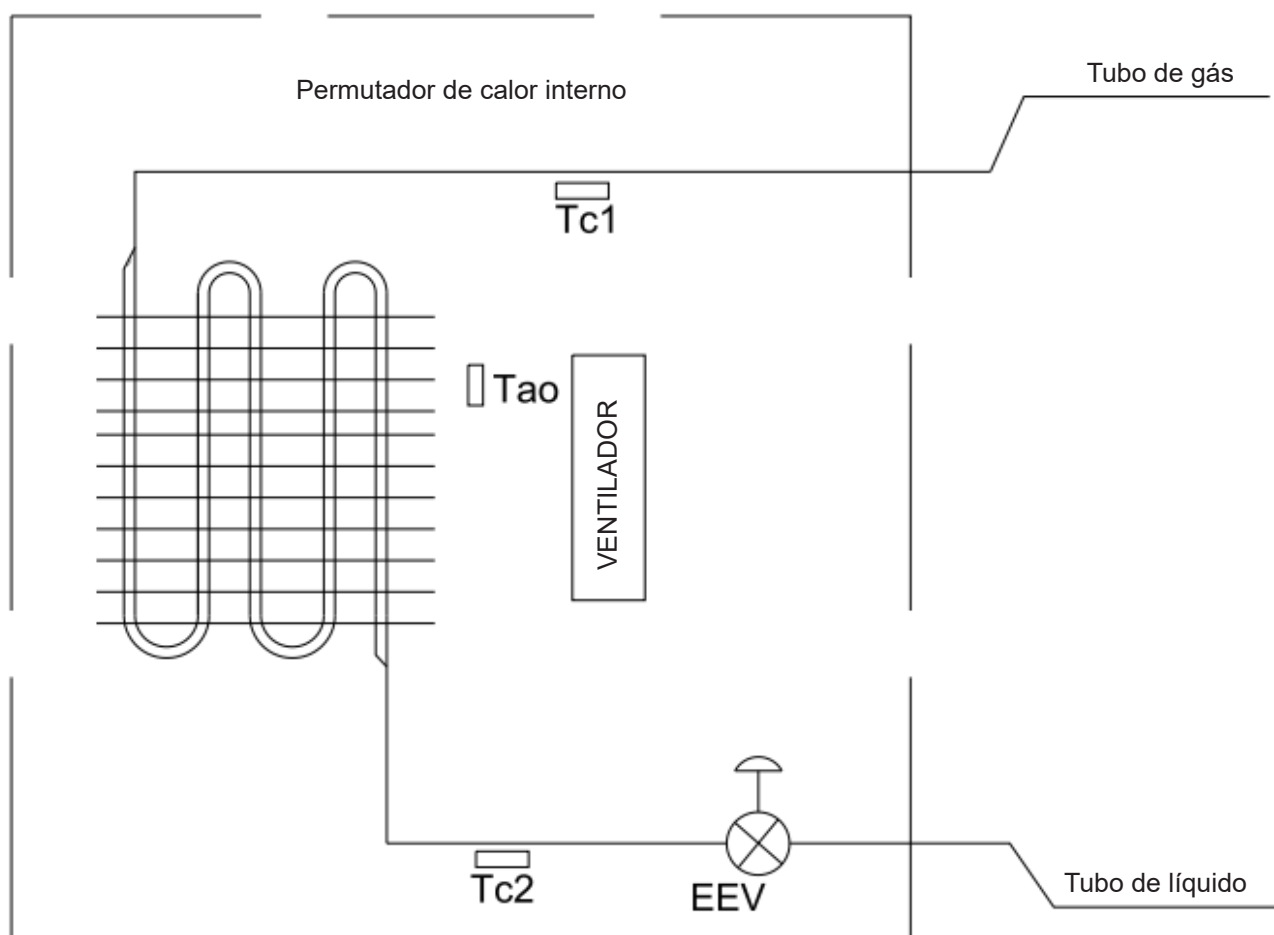 Tubo de gás
Permutador de calor interno
Tc1
Tao
VENTILADOR
Tc2
EEV
Tubo de líquido